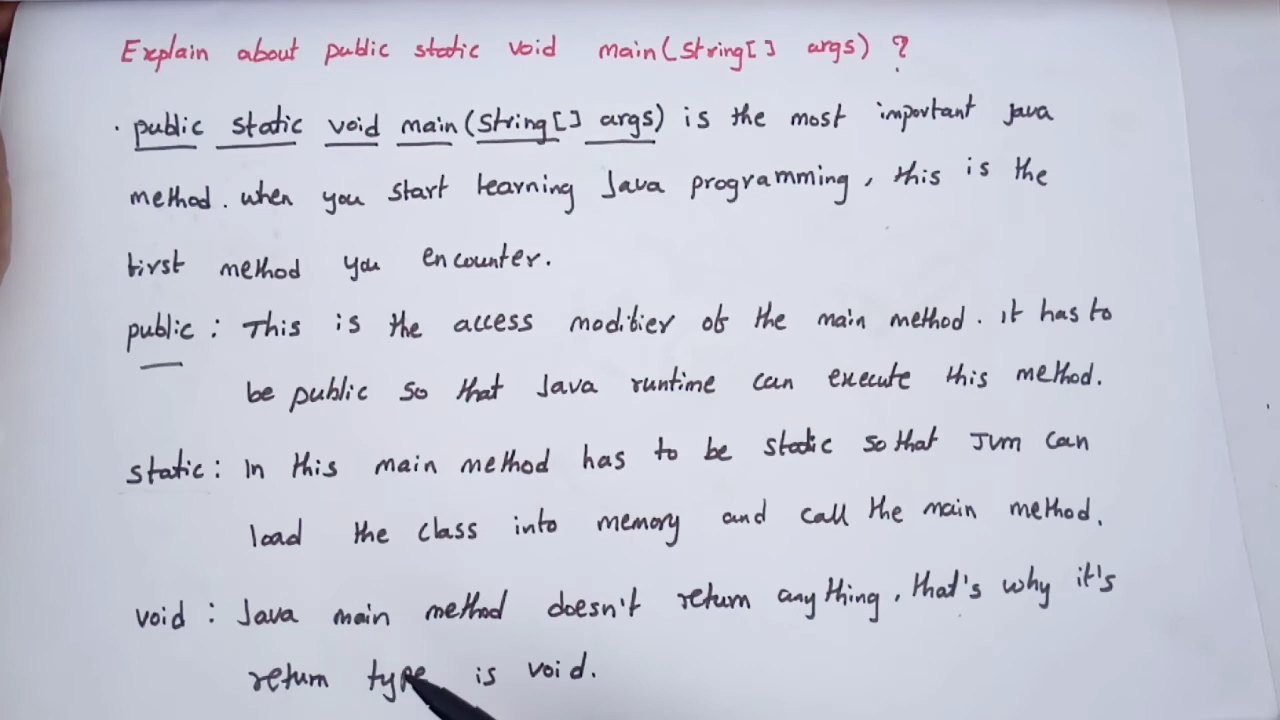 Explain about public static void main(String[] args) ?
. public static void main(String[] args) is the most important Java
method. when you start learning Java programming, this is the
first method you encounter.
public : This is the access modifier of the main method. it has to
be public so that Java runtime can execute this method.
static : In this main method has to be static so that JVM can
load the class into memory and call the main method.
void : Java main method doesn't return anything, that's why it's
return type is void.